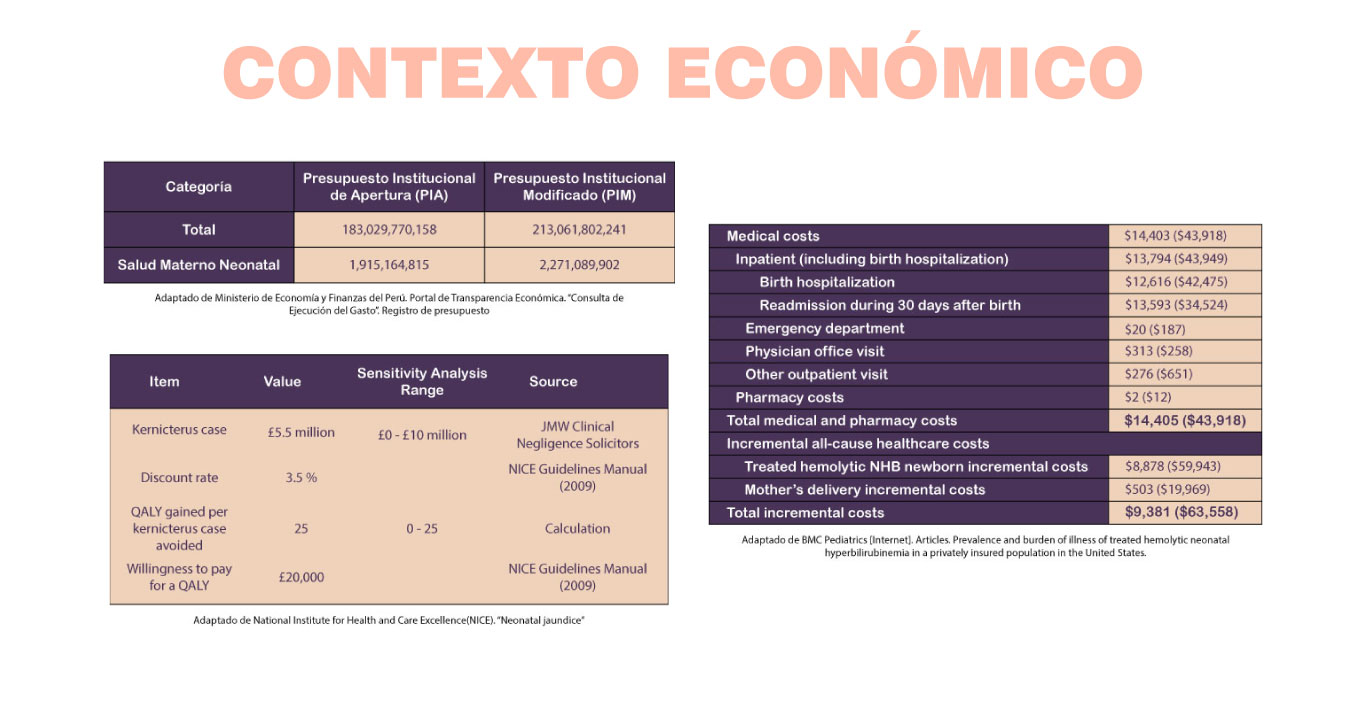 CONTEXTO ECONÓMICO
Categoría
Presupuesto Institucional
de Apertura (PIA)
Presupuesto Institucional
Modificado (PIM)
Total
183,029,770,158
213,061,802,241
Salud Materno Neonatal
1,915,164,815
2,271,089,902
Adaptado de Ministerio de Economía y Finanzas del Perú. Portal de Transparencia Económica. "Consulta de
Ejecución del Gasto". Registro de presupuesto
Item
Value
Sensitivity Analysis
Range
Source
Kernicterus case
£5.5 million
£0 - £10 million
JMW Clinical
Negligence Solicitors
Discount rate
3.5 %
NICE Guidelines Manual
(2009)
QALY gained per
kernicterus case
avoided
25
0 - 25
Calculation
Willingness to pay
for a QALY
£20,000
NICE Guidelines Manual
(2009)
Adaptado de National Institute for Health and Care Excellence(NICE). "Neonatal jaundice"
Medical costs
$14,403 ($43,918)
Inpatient (including birth hospitalization)
$13,794 ($43,949)
Birth hospitalization
$12,616 ($42,475)
Readmission during 30 days after birth
$13,593 ($34,524)
Emergency department
$20 ($187)
Physician office visit
$313 ($258)
Other outpatient visit
$276 ($651)
Pharmacy costs
$2 ($12)
Total medical and pharmacy costs
$14,405 ($43,918)
Incremental all-cause healthcare costs
Treated hemolytic NHB newborn incremental costs
$8,878 ($59,943)
Mother's delivery incremental costs
$503 ($19,969)
Total incremental costs
$9,381 ($63,558)
Adaptado de BMC Pediatrics [Internet]. Articles. Prevalence and burden of illness of treated hemolytic neonatal
hyperbilirubinemia in a privately insured population in the United States.